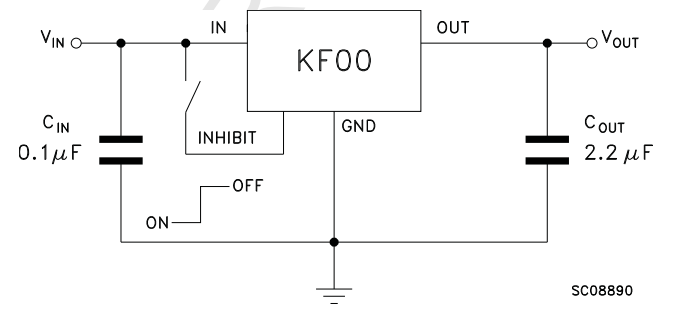 V_IN
IN
OUT
V_OUT
KF00
C_IN
0.1μF
INHIBIT
GND
C_OUT
2.2 μF
OFF
ON
SC08890